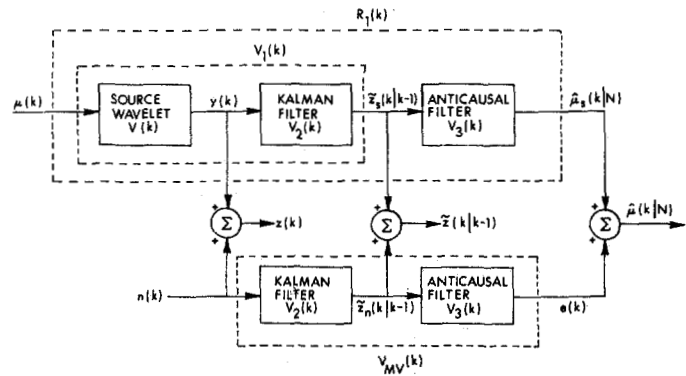 R₁(k)
V₁(k)
μ(k)
SOURCE
WAVELET
V(k)
y(k)
KALMAN
FILTER
V₂(k)
z̃ₛ(k|k-1)
ANTICAUSAL
FILTER
V₃(k)
μ̂ₛ(k|N)
+
Σ
+
z(k)
+
Σ
+
z̃(k|k-1)
+
Σ
+
μ̂(k|N)
n(k)
KALMAN
FILTER
V₂(k)
z̃ₙ(k|k-1)
ANTICAUSAL
FILTER
V₃(k)
e(k)
V_MV(k)